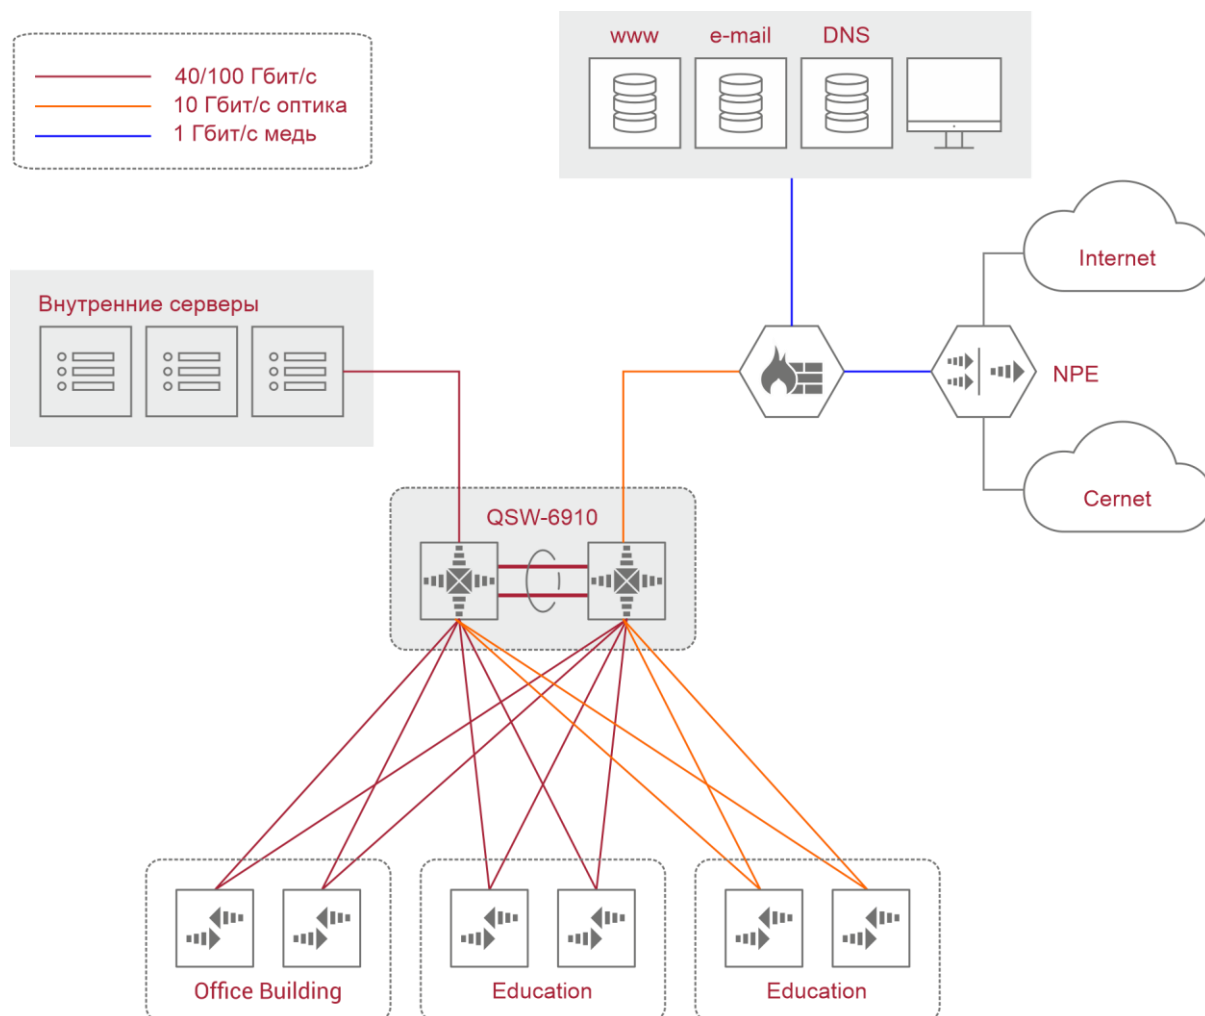 40/100 Гбит/с
10 Гбит/с оптика
1 Гбит/с медь
www e-mail DNS
Internet
Внутренние серверы
NPE
Cernet
QSW-6910
Office Building
Education
Education